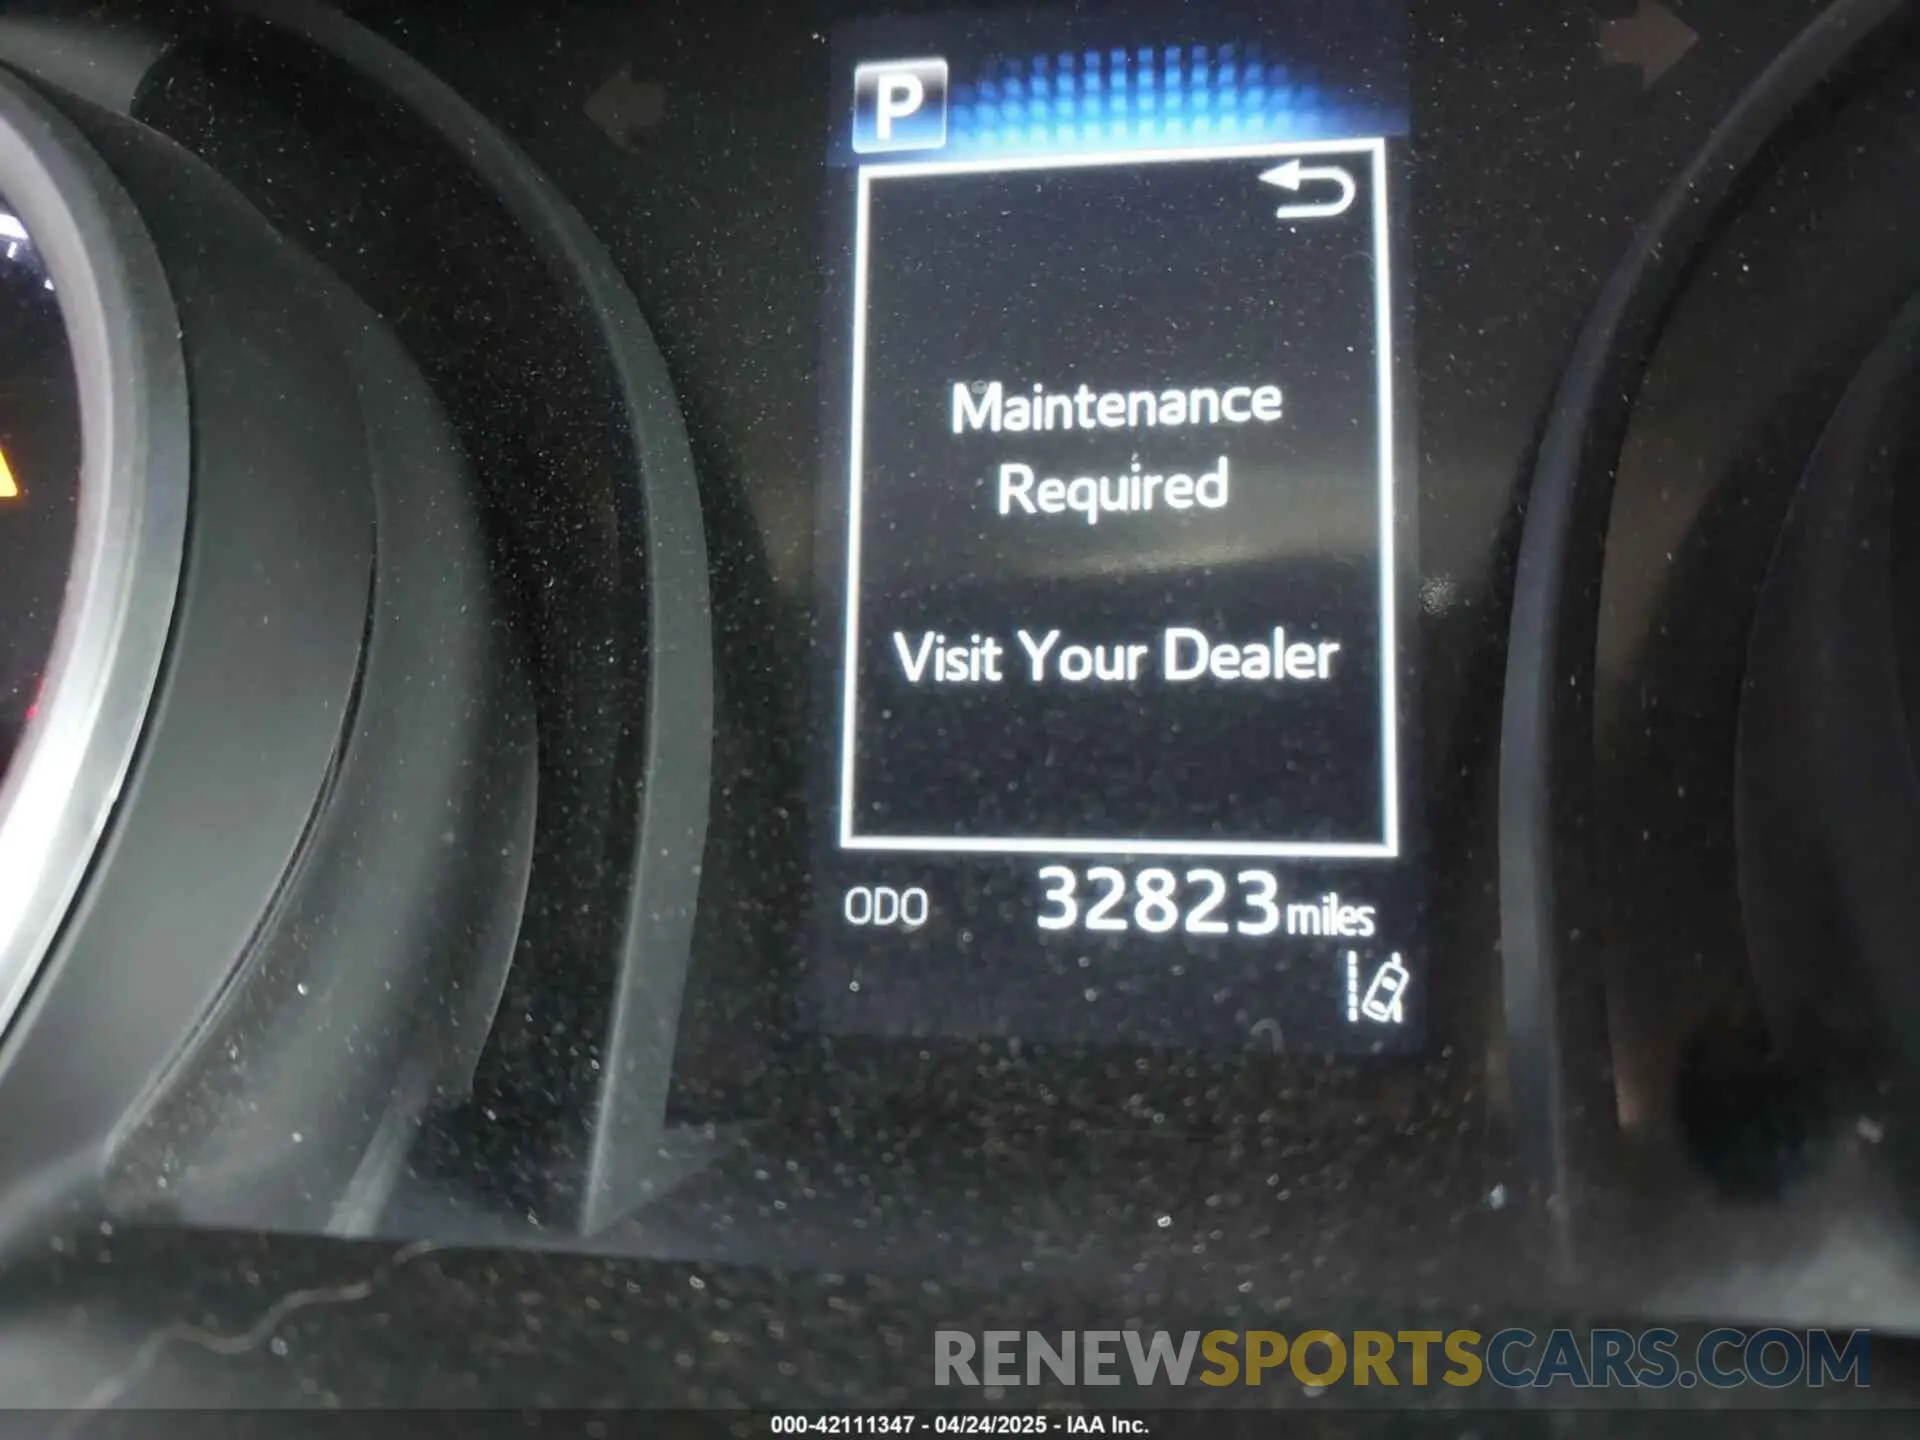 P
Maintenance
Required
Visit Your Dealer
ODO 32823 miles
RENEWSPORTSCARS.COM
000-42111347 - 04/24/2025 - IAA Inc.